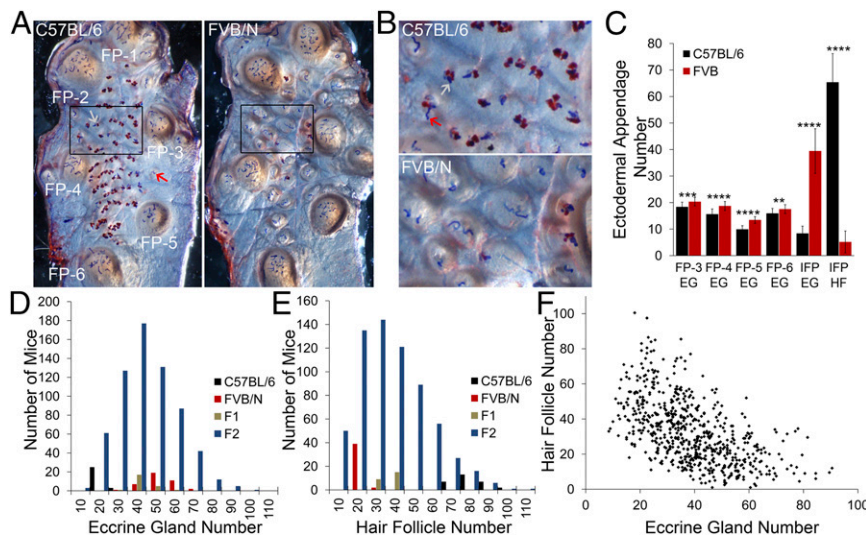 A
C57BL/6
FVB/N
FP-1
FP-2
FP-3
FP-4
FP-5
FP-6
B
C57BL/6
FVB/N
C
Ectodermal Appendage
Number
80
70
60
50
40
30
20
10
0
C57BL/6
FVB
***
****
****
**
****
****
FP-3 FP-4 FP-5 FP-6 IFP IFP
EG EG EG EG EG HF
D
Number of Mice
200
180
160
140
120
100
80
60
40
20
0
C57BL/6
FVB/N
F1
F2
10 20 30 40 50 60 70 80 90 100 110
Eccrine Gland Number
E
Number of Mice
160
140
120
100
80
60
40
20
0
C57BL/6
FVB/N
F1
F2
10 20 30 40 50 60 70 80 90 100 110
Hair Follicle Number
F
Hair Follicle Number
120
100
80
60
40
20
0
0 20 40 60 80 100
Eccrine Gland Number